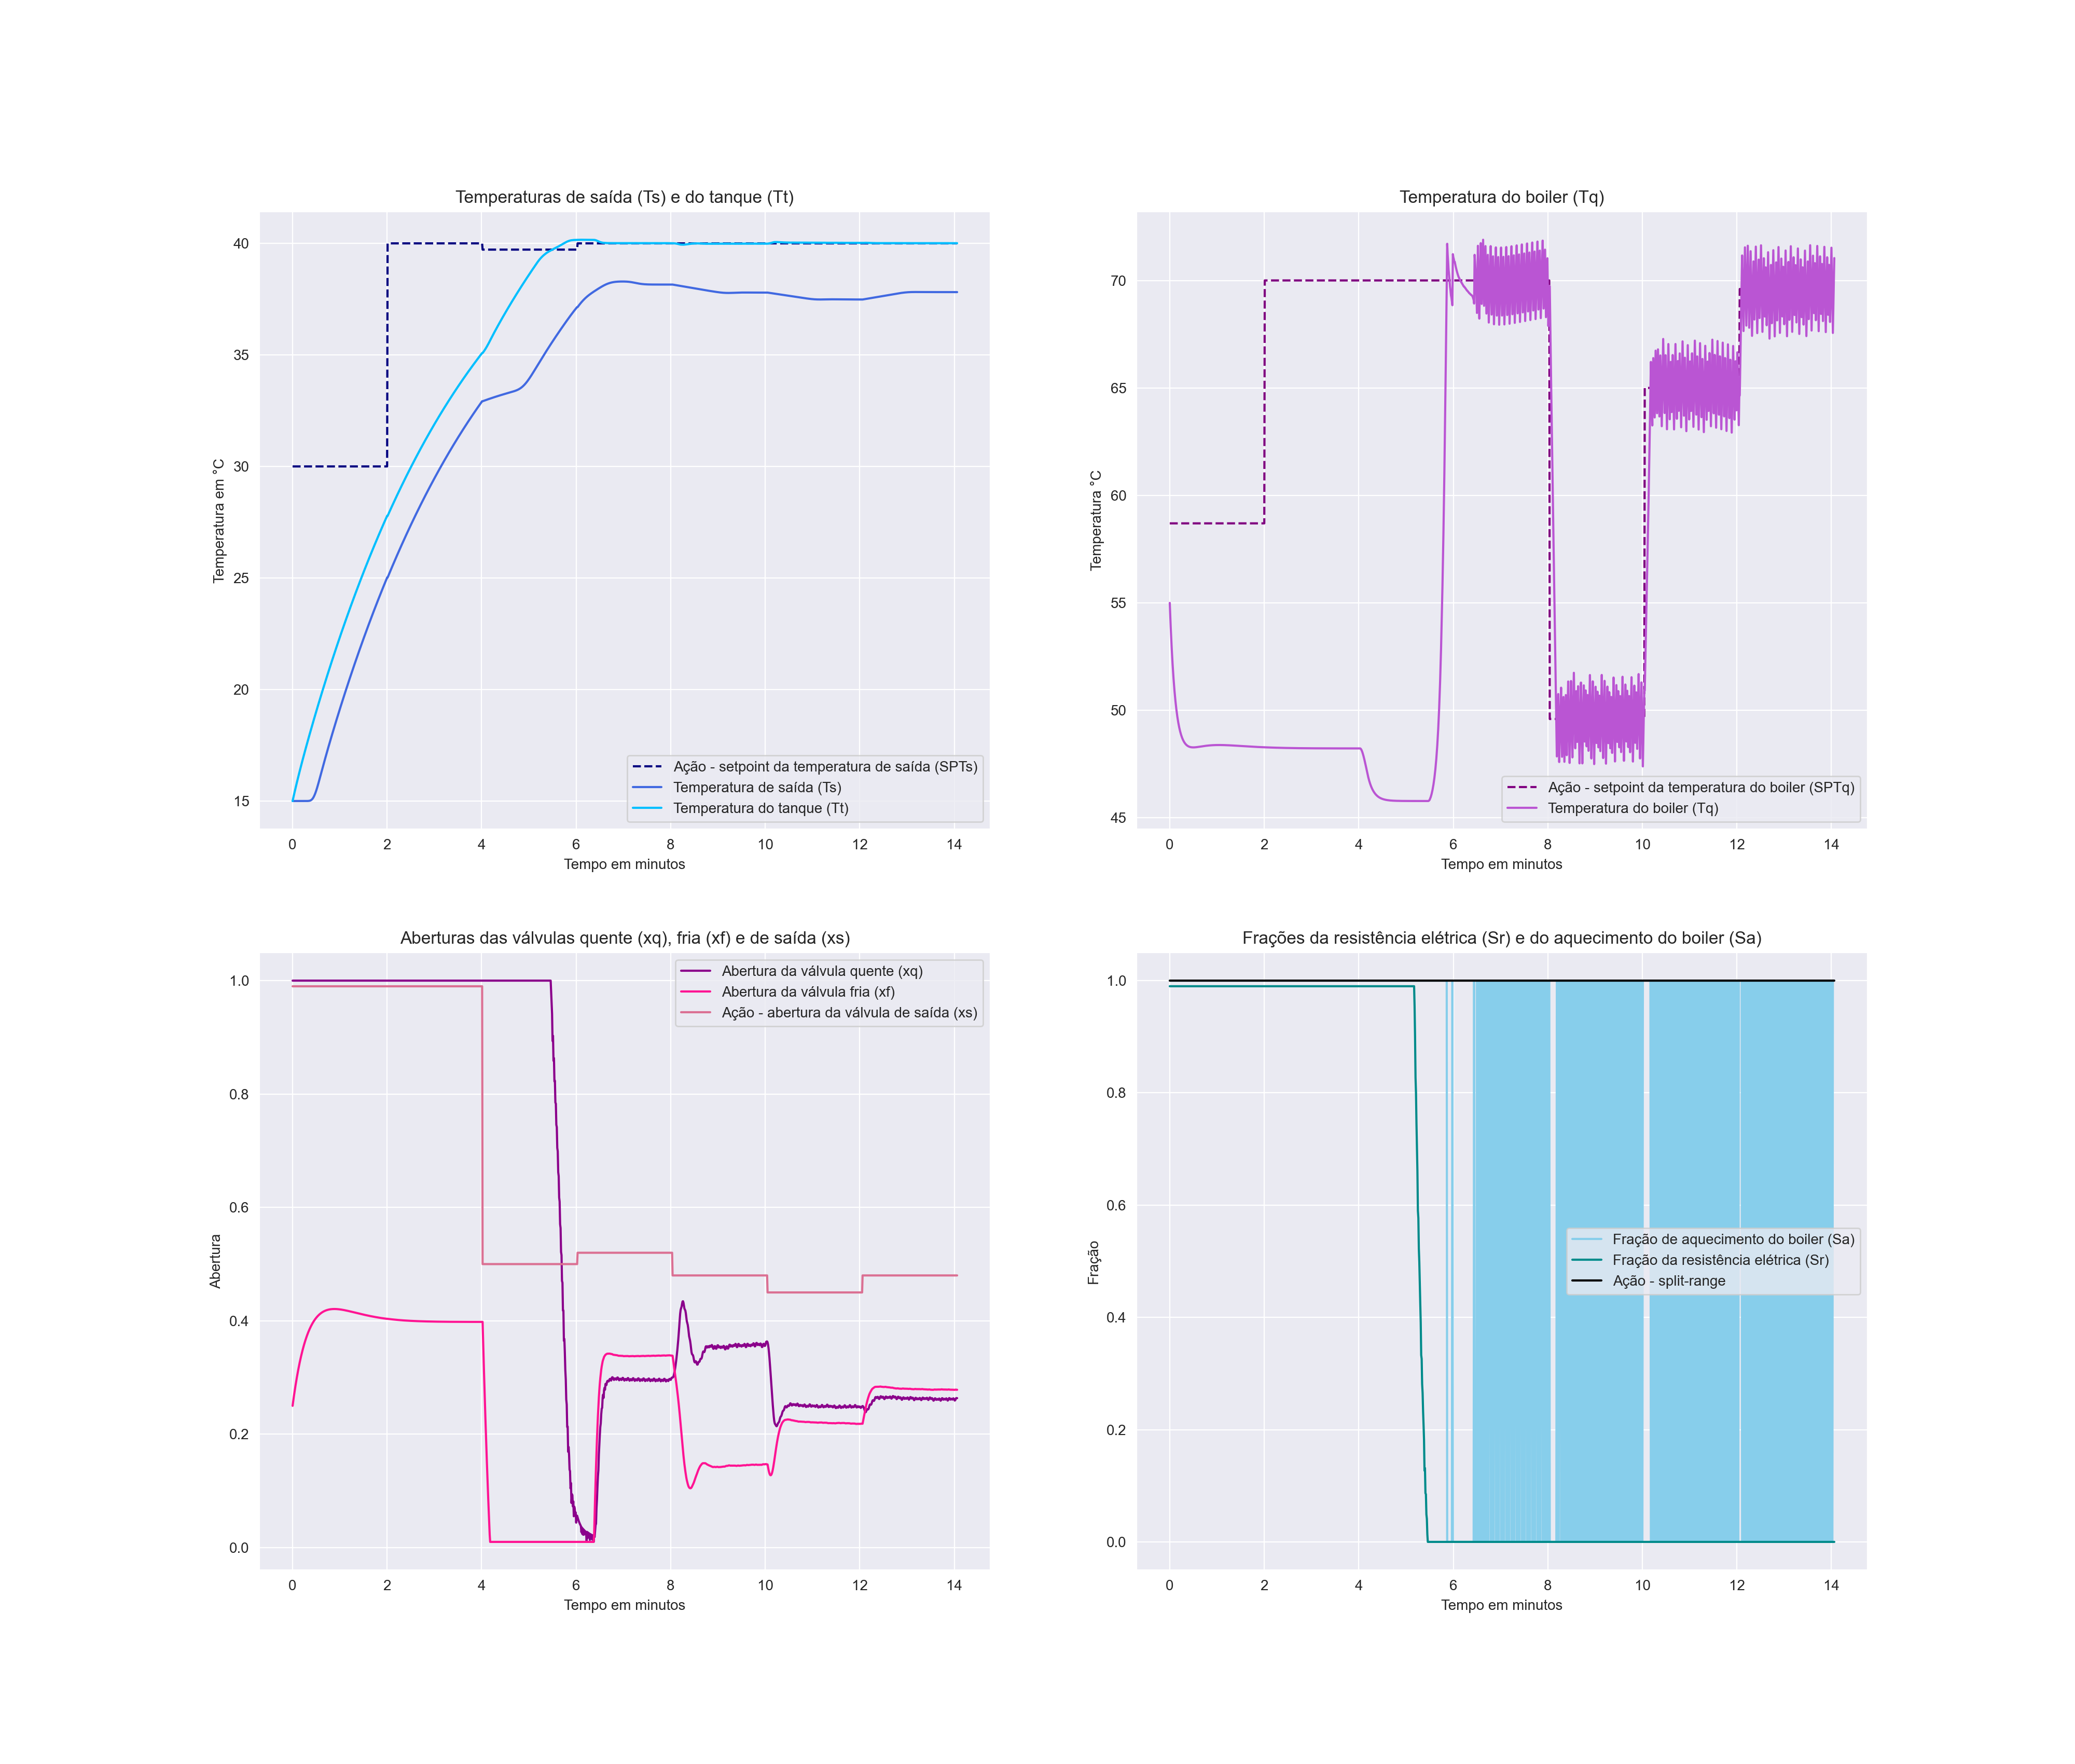 Temperaturas de saída (Ts) e do tanque (Tt)
40
35
30
25
20
15
Temperatura em °C
Ação - setpoint da temperatura de saída (SPTs)
Temperatura de saída (Ts)
Temperatura do tanque (Tt)
0 2 4 6 8 10 12 14
Tempo em minutos
Temperatura do boiler (Tq)
70
65
60
55
50
45
Temperatura °C
Ação - setpoint da temperatura do boiler (SPTq)
Temperatura do boiler (Tq)
0 2 4 6 8 10 12 14
Tempo em minutos
Aberturas das válvulas quente (xq), fria (xf) e de saída (xs)
1.0
0.8
0.6
0.4
0.2
0.0
Abertura
Abertura da válvula quente (xq)
Abertura da válvula fria (xf)
Ação - abertura da válvula de saída (xs)
0 2 4 6 8 10 12 14
Tempo em minutos
Frações da resistência elétrica (Sr) e do aquecimento do boiler (Sa)
1.0
0.8
0.6
0.4
0.2
0.0
Fração
Fração de aquecimento do boiler (Sa)
Fração da resistência elétrica (Sr)
Ação - split-range
0 2 4 6 8 10 12 14
Tempo em minutos